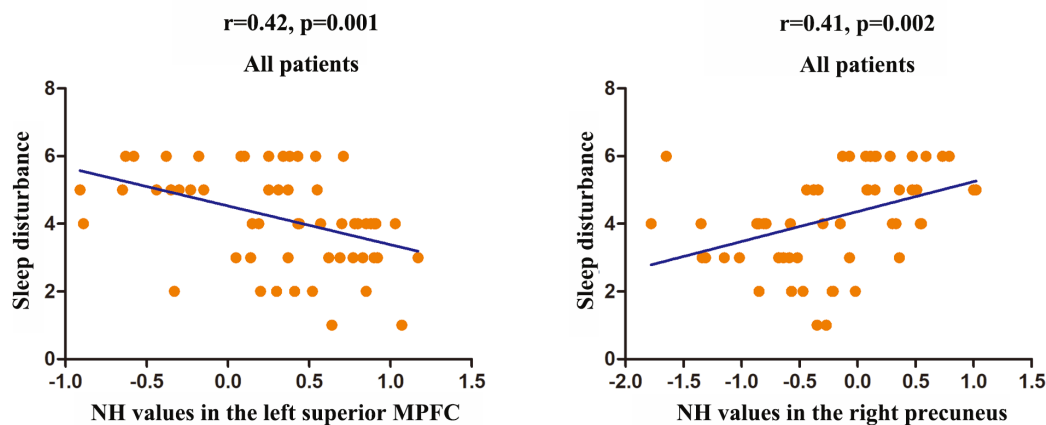 r=0.42, p=0.001
All patients
8
6
4
2
0
Sleep disturbance
-1.0 -0.5 0.0 0.5 1.0 1.5
NH values in the left superior MPFC
r=0.41, p=0.002
All patients
8
6
4
2
0
Sleep disturbance
-2.0 -1.5 -1.0 -0.5 0.0 0.5 1.0 1.5
NH values in the right precuneus